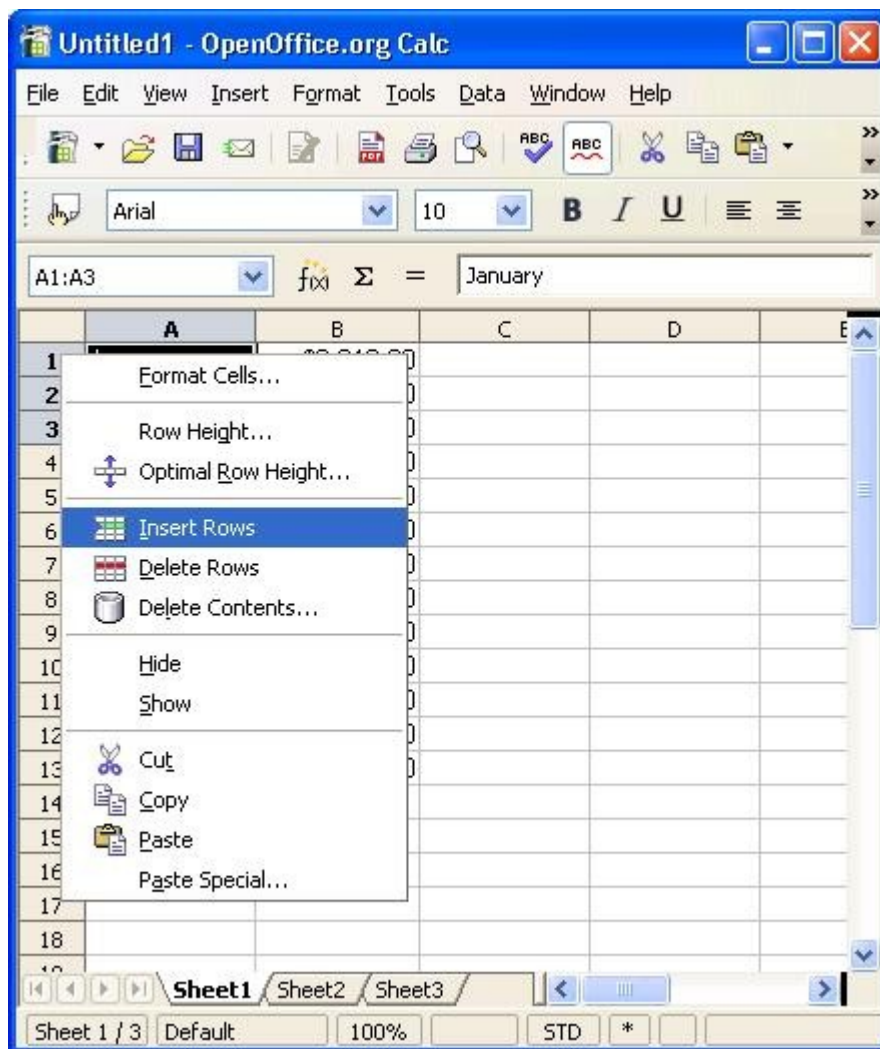 Untitled1 - OpenOffice.org Calc
File Edit View Insert Format Tools Data Window Help
PDF ABC ABC
Arial 10 B I U
A1:A3 f(x) Σ = January
A B C D E
1
2
3
4
5
6
7
8
9
10
11
12
13
14
15
16
17
18
Format Cells...
Row Height...
Optimal Row Height...
Insert Rows
Delete Rows
Delete Contents...
Hide
Show
Cut
Copy
Paste
Paste Special...
Sheet1 Sheet2 Sheet3
Sheet 1 / 3 Default 100% STD *